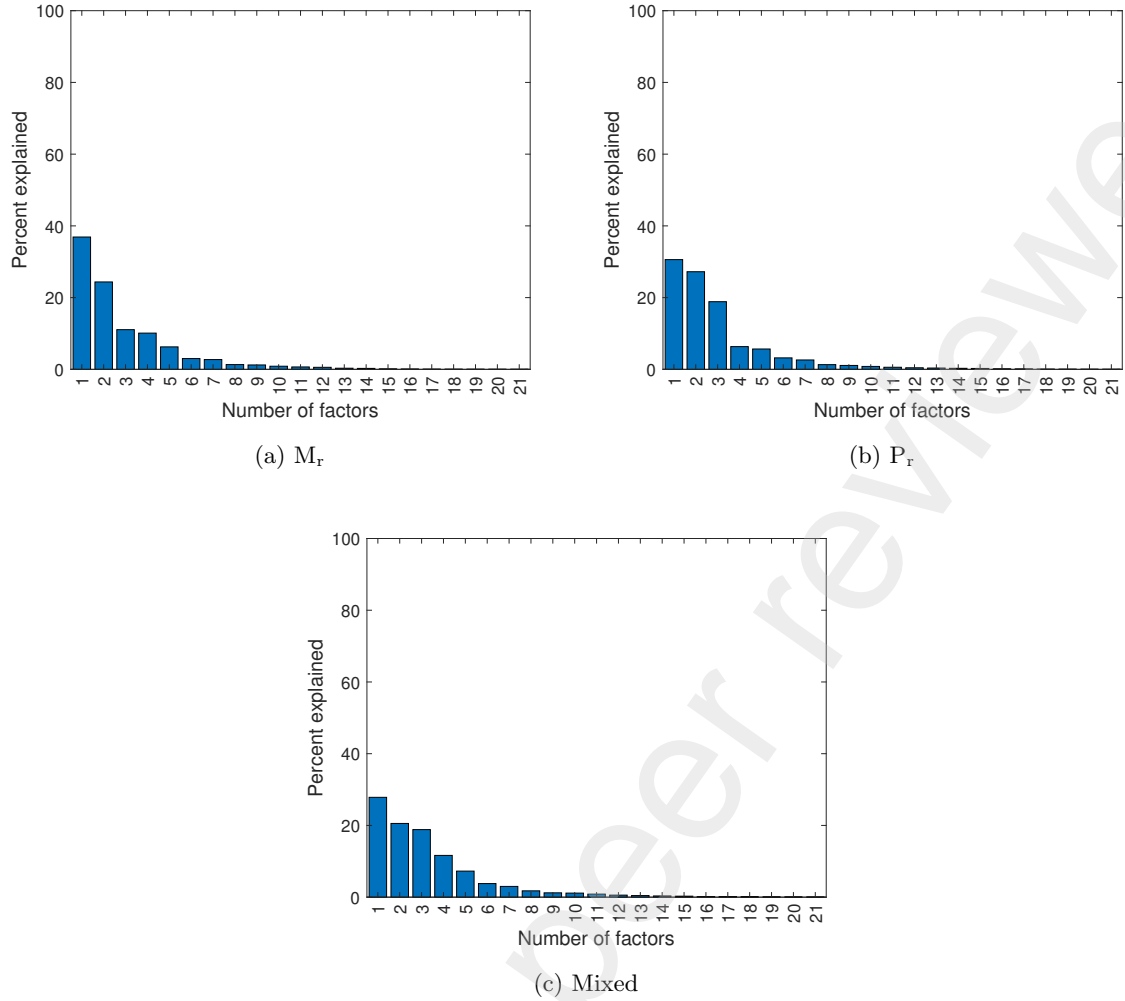 100
80
60
40
20
0
Percent explained
1 2 3 4 5 6 7 8 9 10 11 12 13 14 15 16 17 18 19 20 21
Number of factors
(a) Mr
100
80
60
40
20
0
Percent explained
1 2 3 4 5 6 7 8 9 10 11 12 13 14 15 16 17 18 19 20 21
Number of factors
(b) Pr
100
80
60
40
20
0
Percent explained
1 2 3 4 5 6 7 8 9 10 11 12 13 14 15 16 17 18 19 20 21
Number of factors
(c) Mixed
peer reviewe